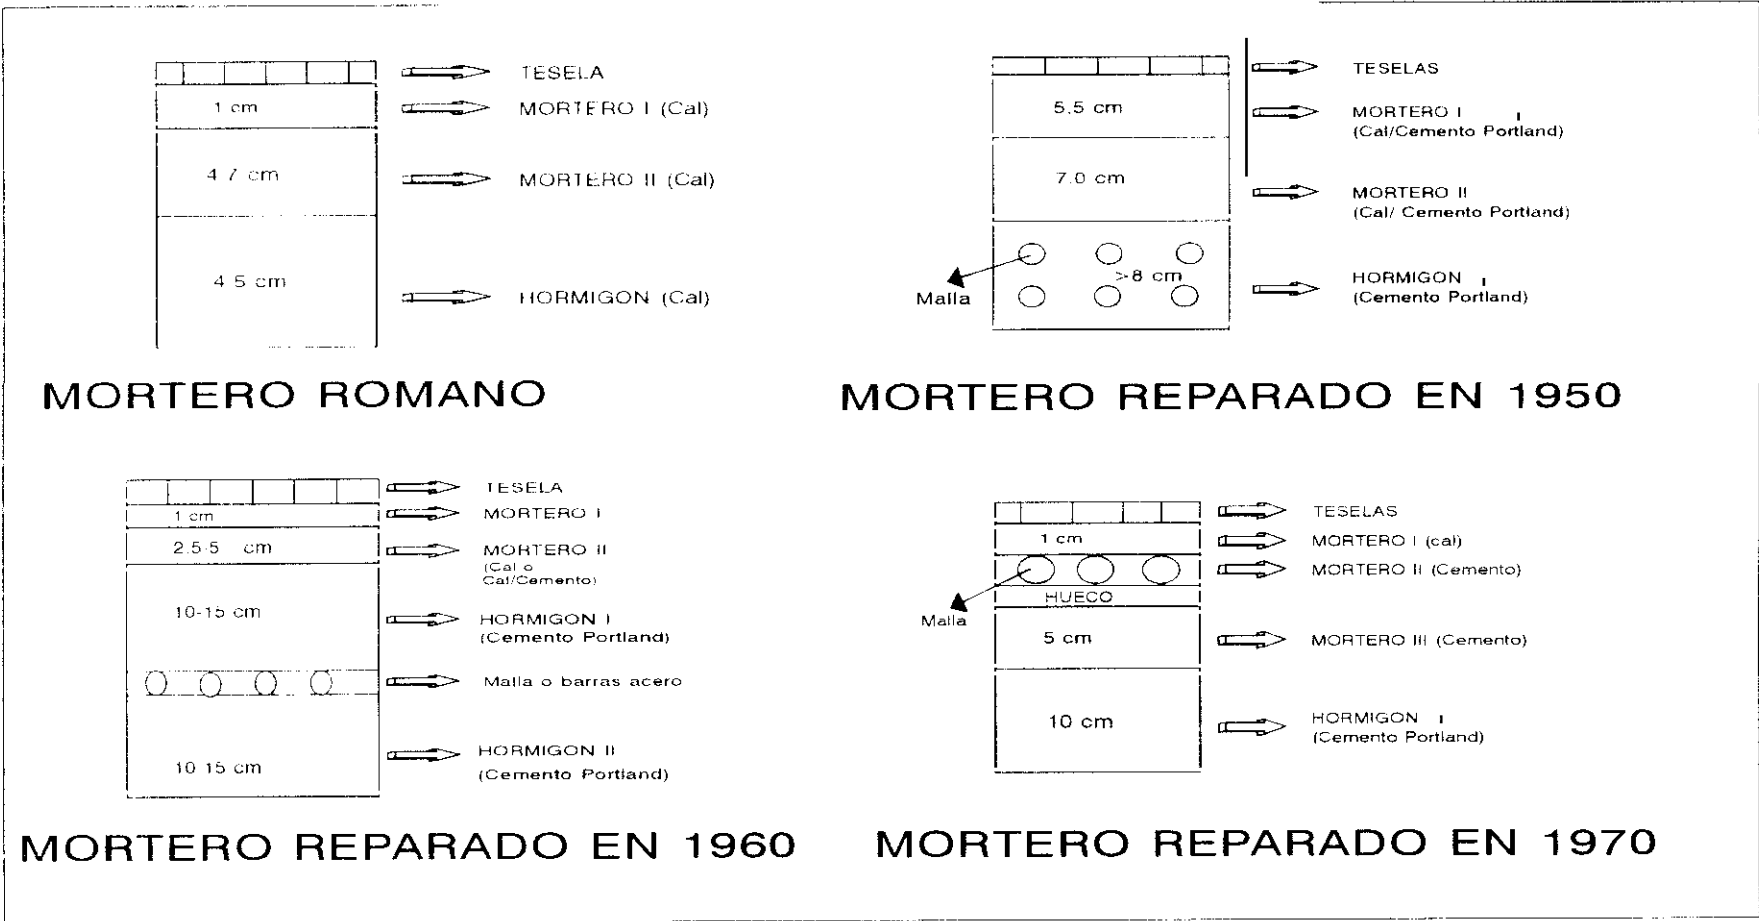 TESELA
1 cm
MORTERO I (Cal)
4 7 cm
MORTERO II (Cal)
4 5 cm
HORMIGON (Cal)
MORTERO ROMANO
TESELAS
5.5 cm
MORTERO I
(Cal/Cemento Portland)
7.0 cm
MORTERO II
(Cal/ Cemento Portland)
>8 cm
Malla
HORMIGON I
(Cemento Portland)
MORTERO REPARADO EN 1950
TESELA
1 cm
MORTERO I
2.5-5 cm
MORTERO II
(Cal o
Cal/Cemento)
10-15 cm
HORMIGON I
(Cemento Portland)
Malla o barras acero
10 15 cm
HORMIGON II
(Cemento Portland)
MORTERO REPARADO EN 1960
TESELAS
1 cm
MORTERO I (cal)
MORTERO II (Cemento)
HUECO
Malla
5 cm
MORTERO III (Cemento)
10 cm
HORMIGON I
(Cemento Portland)
MORTERO REPARADO EN 1970